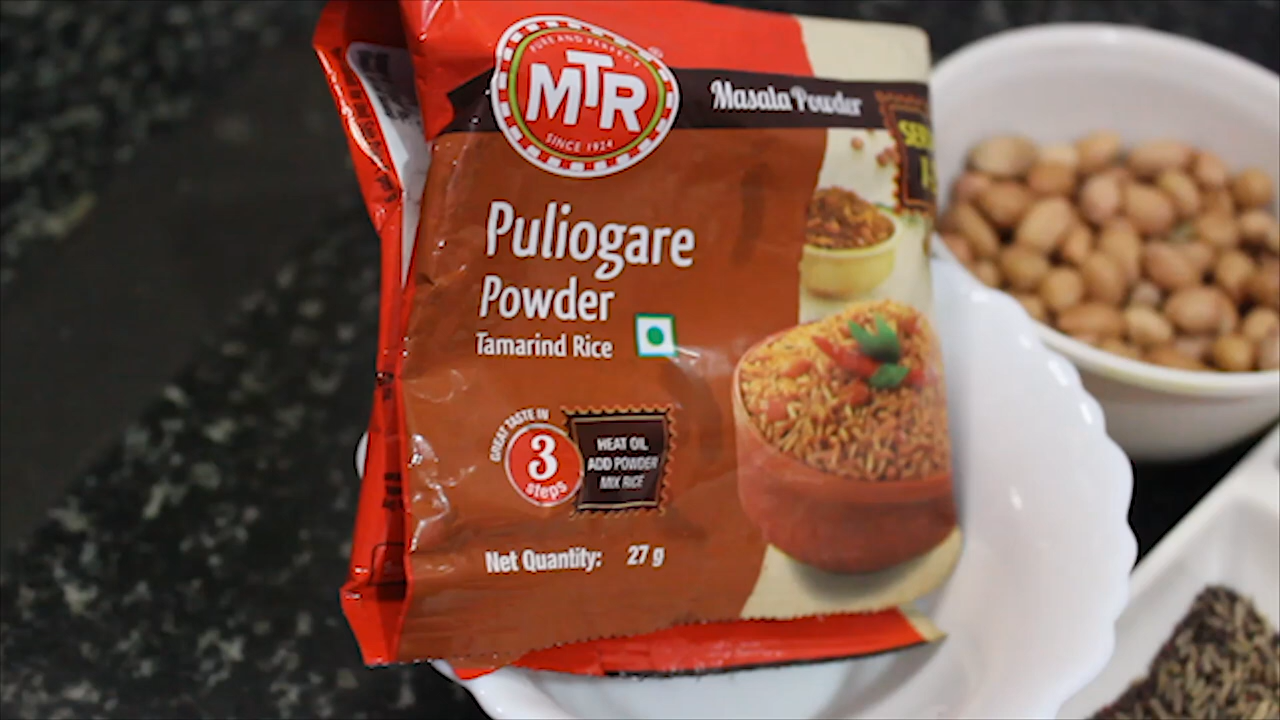 PURE AND PERFECT
MTR
SINCE 1924
Masala Powder
Puliogare
Powder
Tamarind Rice
GREAT TASTE IN
3
steps
HEAT OIL
ADD POWDER
MIX RICE
Net Quantity: 27 g